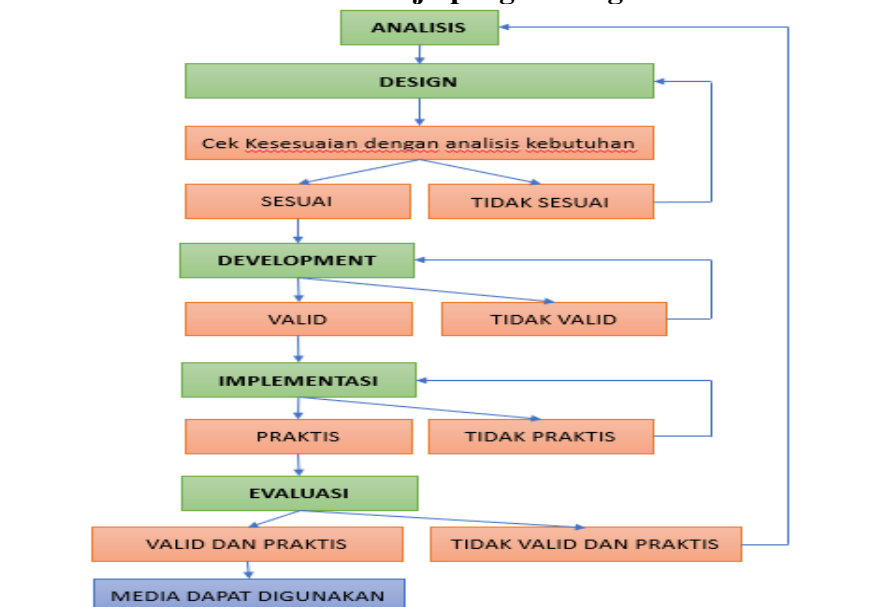 ANALISIS
DESIGN
Cek Kesesuaian dengan analisis kebutuhan
SESUAI
TIDAK SESUAI
DEVELOPMENT
VALID
TIDAK VALID
IMPLEMENTASI
PRAKTIS
TIDAK PRAKTIS
EVALUASI
VALID DAN PRAKTIS
TIDAK VALID DAN PRAKTIS
MEDIA DAPAT DIGUNAKAN